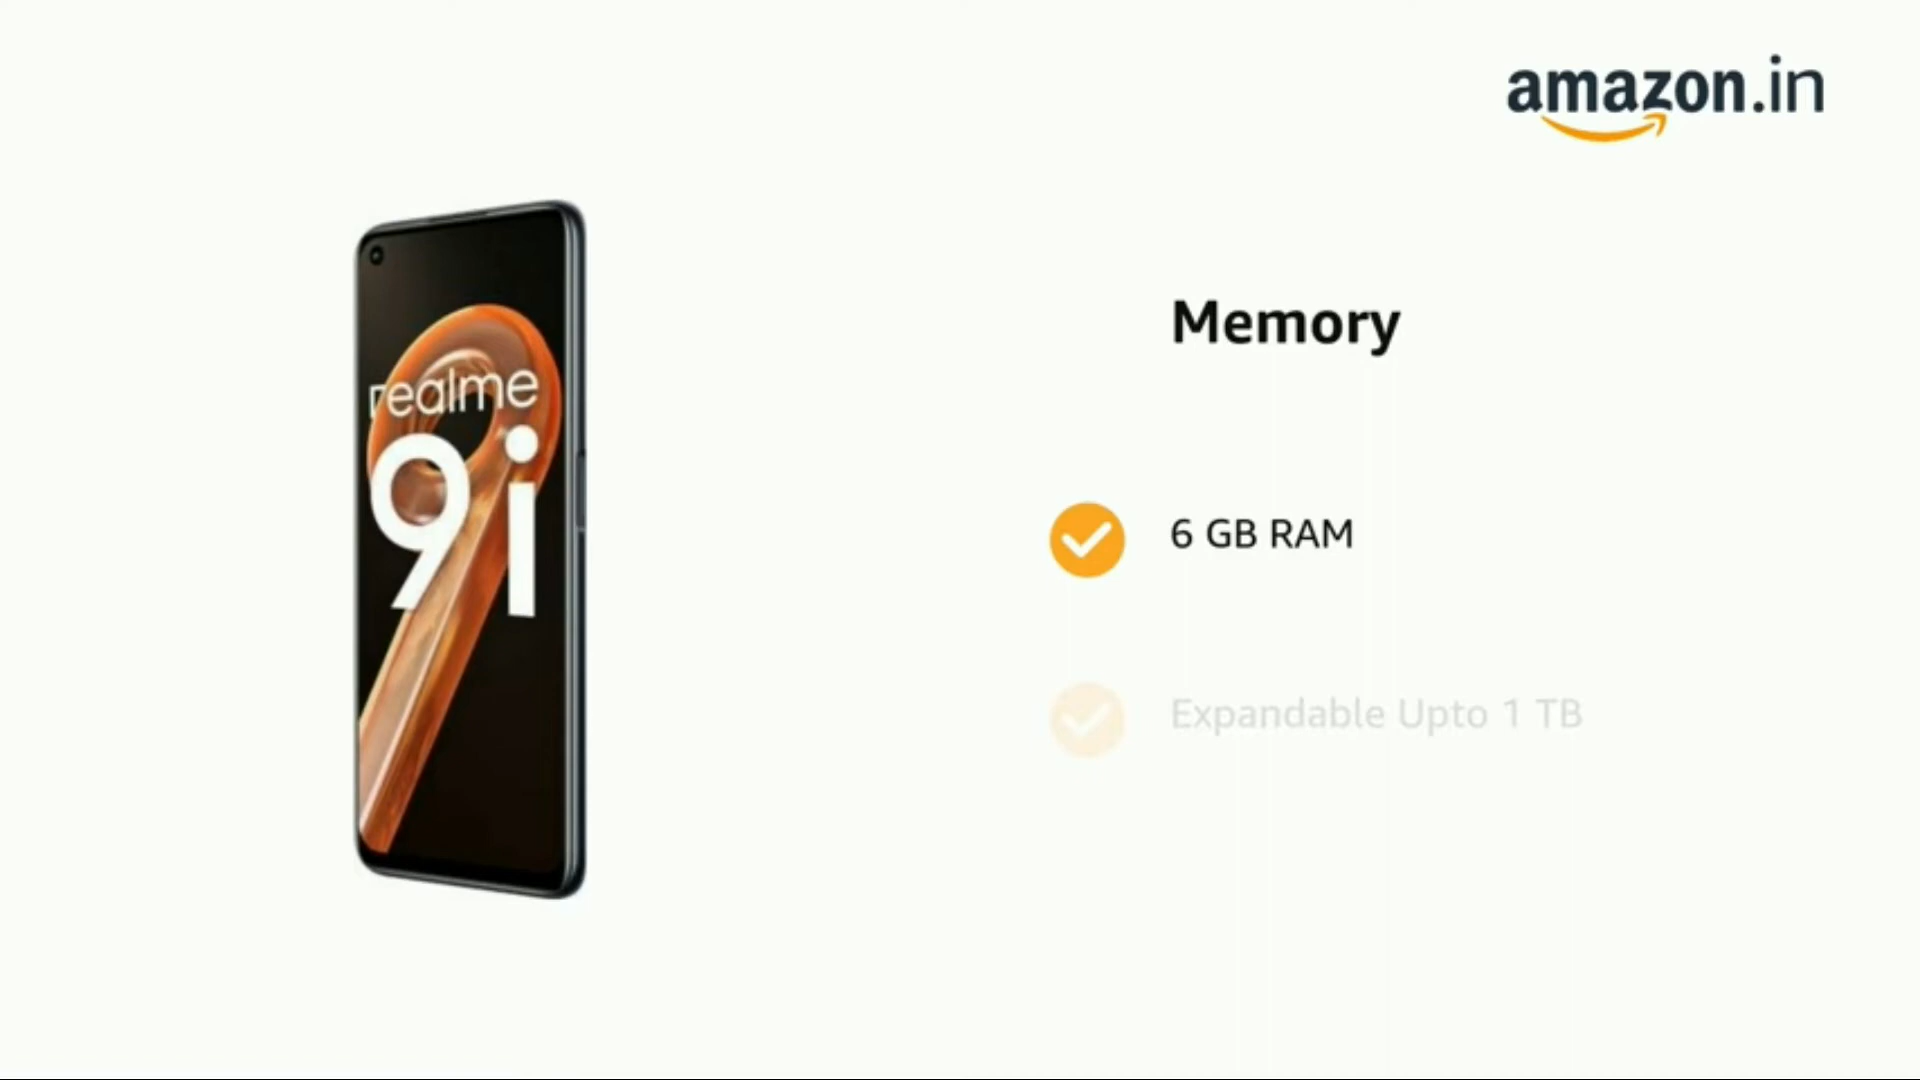 amazon.in
realme
9i
Memory
6 GB RAM
Expandable Upto 1 TB